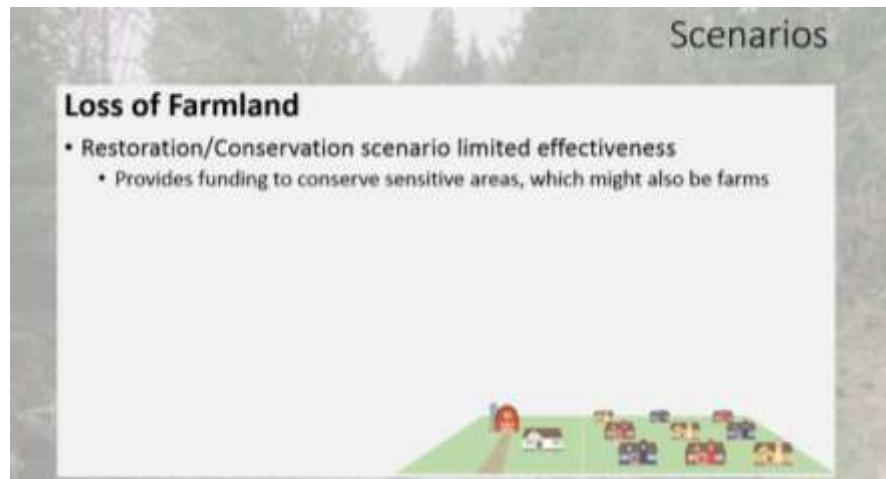 Scenarios
Loss of Farmland
• Restoration/Conservation scenario limited effectiveness
• Provides funding to conserve sensitive areas, which might also be farms